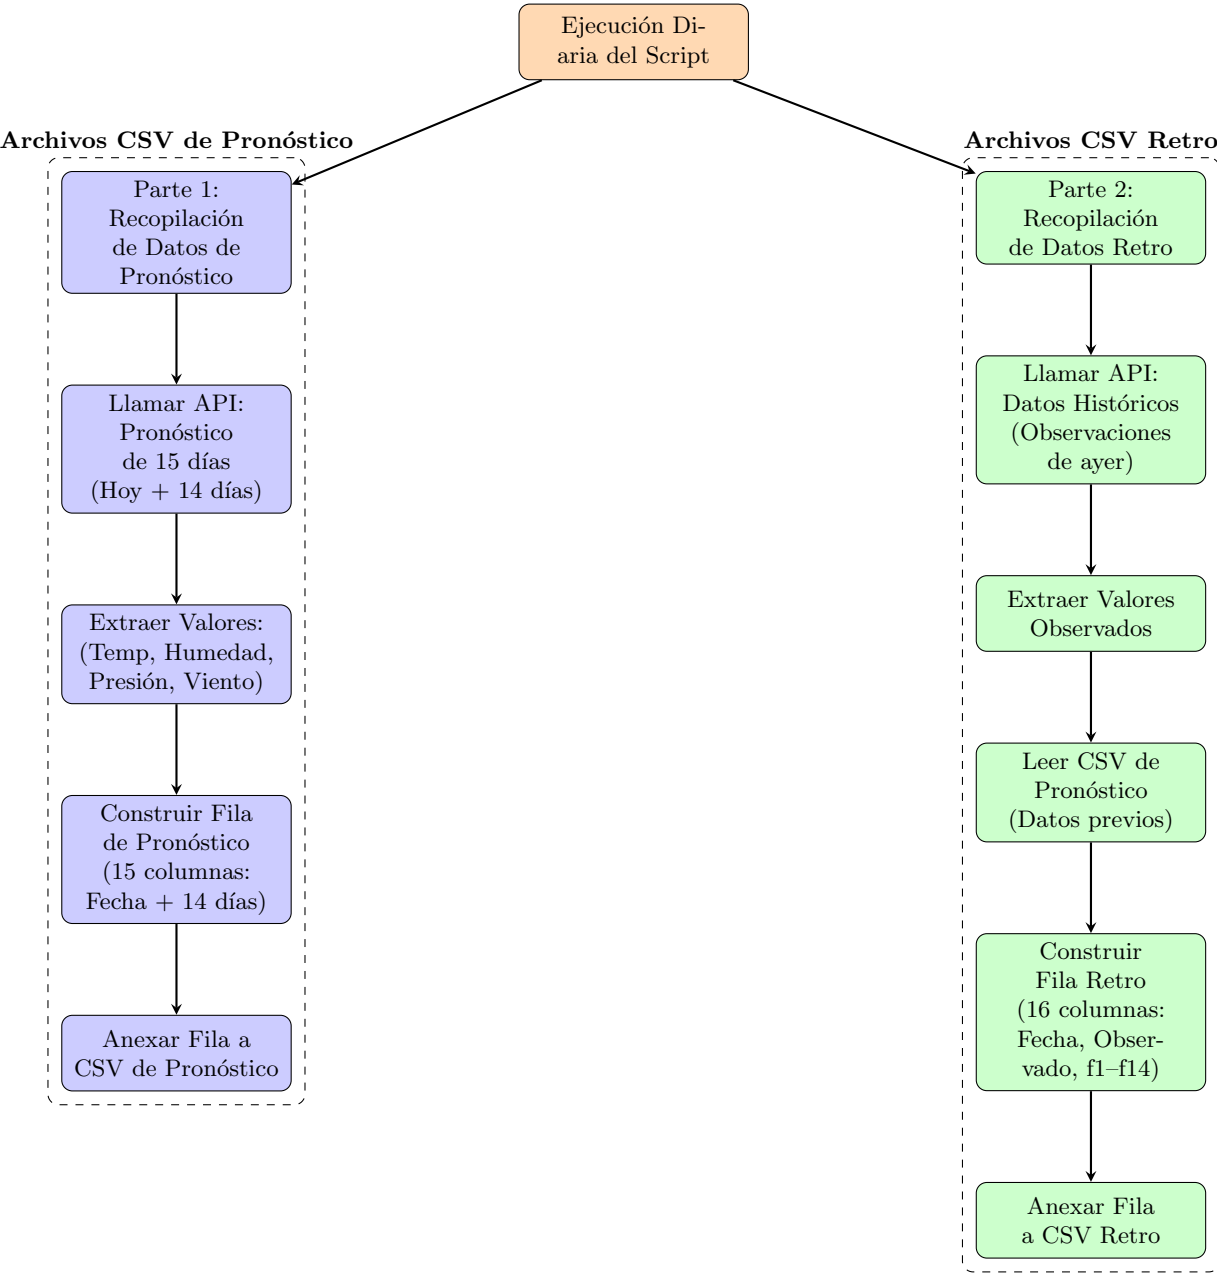 Ejecución Di-
aria del Script
Archivos CSV de Pronóstico
Parte 1:
Recopilación
de Datos de
Pronóstico
Llamar API:
Pronóstico
de 15 días
(Hoy + 14 días)
Extraer Valores:
(Temp, Humedad,
Presión, Viento)
Construir Fila
de Pronóstico
(15 columnas:
Fecha + 14 días)
Anexar Fila a
CSV de Pronóstico
Archivos CSV Retro
Parte 2:
Recopilación
de Datos Retro
Llamar API:
Datos Históricos
(Observaciones
de ayer)
Extraer Valores
Observados
Leer CSV de
Pronóstico
(Datos previos)
Construir
Fila Retro
(16 columnas:
Fecha, Obser-
vado, f1–f14)
Anexar Fila
a CSV Retro